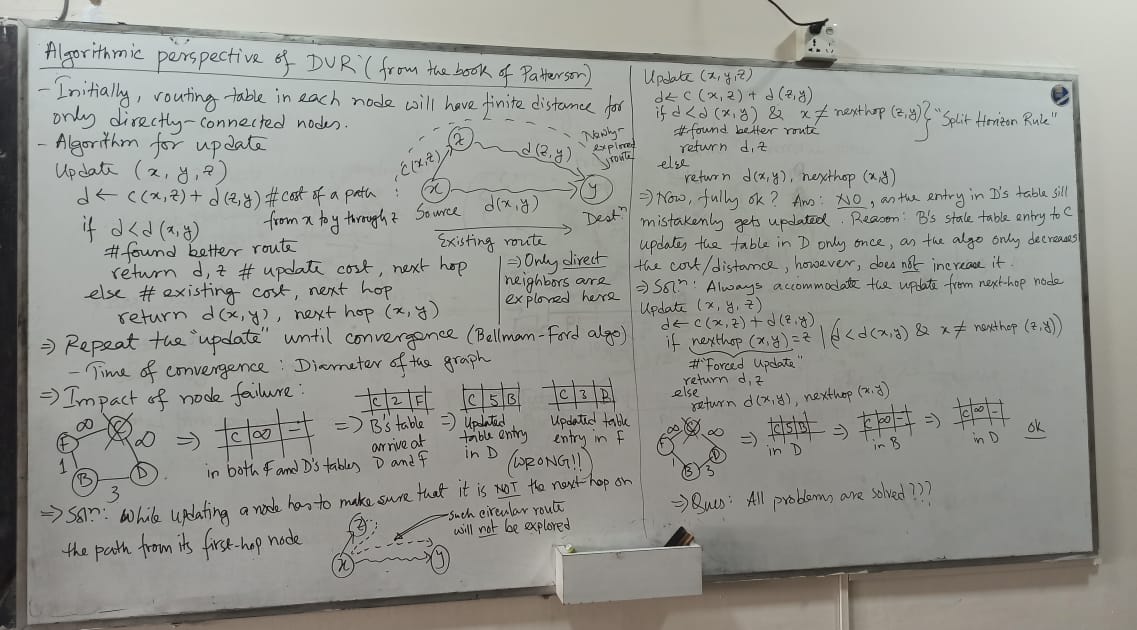 Algorithmic perspective of DVR (from the book of Patterson)
- Initially, routing table in each node will have finite distance for
only directly-connected nodes.
- Algorithm for update
Update (x, y, z)
d ← c(x,z) + d(z,y) # cost of a path
from x to y through z
if d < d(x,y)
# found better route
return d, z # update cost, next hop
else # existing cost, next hop
return d(x,y), next hop (x,y)
c(x,z)
z
d(z,y)
Newly-
explored
route
x
y
Source
d(x,y)
Destn
Existing route
⇒ Only direct
neighbors are
explored here
⇒ Repeat the "update" until convergence (Bellman-Ford algo)
- Time of convergence : Diameter of the graph
⇒ Impact of node failure :
F ∞ C ∞
1 B 3 D
⇒ C | ∞ | -
in both F and D's tables
⇒ C | 2 | F
B's table
arrive at
D and F
⇒ C | 5 | B
Updated
table entry
in D
C | 3 | B
Updated table
entry in F
(WRONG!!)
⇒ Soln: While updating a node has to make sure that it is NOT the next-hop on
the path from its first-hop node
z
x
y
such circular route
will not be explored
Update (x, y, z)
d ← c(x,z) + d(z,y)
if d < d(x,y) & x ≠ nexthop (z,y) } "Split Horizon Rule"
# found better route
return d, z
else
return d(x,y), nexthop (x,y)
⇒ Now, fully ok? Ans: NO, as the entry in D's table sill
mistakenly gets updated. Reason: B's stale table entry to C
updates the table in D only once, as the algo only decreases
the cost/distance, however, does not increase it.
⇒ Soln: Always accommodate the update from next-hop node
Update (x, y, z)
d ← c(x,z) + d(z,y)
if nexthop (x,y) = z | (d < d(x,y) & x ≠ nexthop (z,y))
# "Forced Update"
return d, z
else
return d(x,y), nexthop (x,y)
F ∞ C ∞
1 B 3 D
⇒ C | 5 | B
in D
⇒ C | ∞ | -
in B
⇒ C | ∞ | -
in D
ok
⇒ Ques: All problems are solved???